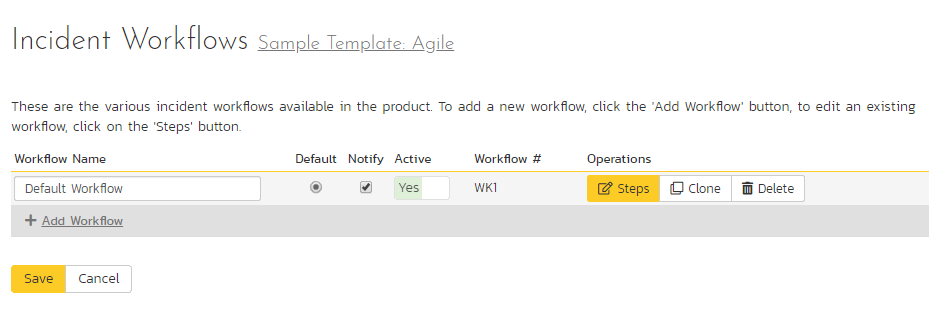 Incident Workflows Sample Template: Agile
These are the various incident workflows available in the product. To add a new workflow, click the 'Add Workflow' button, to edit an existing
workflow, click on the 'Steps' button.
Workflow Name Default Notify Active Workflow # Operations
Default Workflow Yes WK1 Steps Clone Delete
Add Workflow
Save Cancel